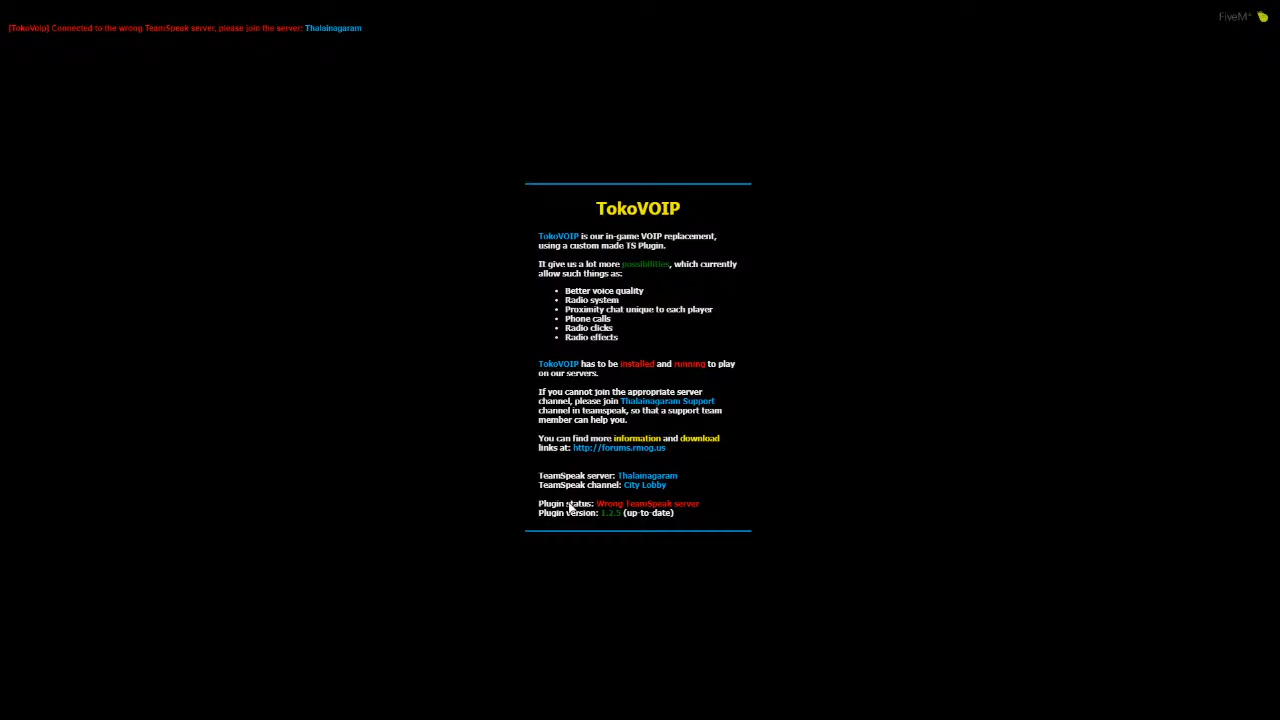 FiveM*
[TokoVoip] Connected to the wrong TeamSpeak server, please join the server: Thalainagaram
TokoVOIP
TokoVOIP is our in-game VOIP replacement,
using a custom made TS Plugin.
It give us a lot more possibilities, which currently
allow such things as:
• Better voice quality
• Radio system
• Proximity chat unique to each player
• Phone calls
• Radio clicks
• Radio effects
TokoVOIP has to be installed and running to play
on our servers.
If you cannot join the appropriate server
channel, please join Thalainagaram Support
channel in teamspeak, so that a support team
member can help you.
You can find more information and download
links at: http://forums.rmog.us
TeamSpeak server: Thalainagaram
TeamSpeak channel: City Lobby
Plugin status: Wrong TeamSpeak server
Plugin version: 1.2.5 (up-to-date)